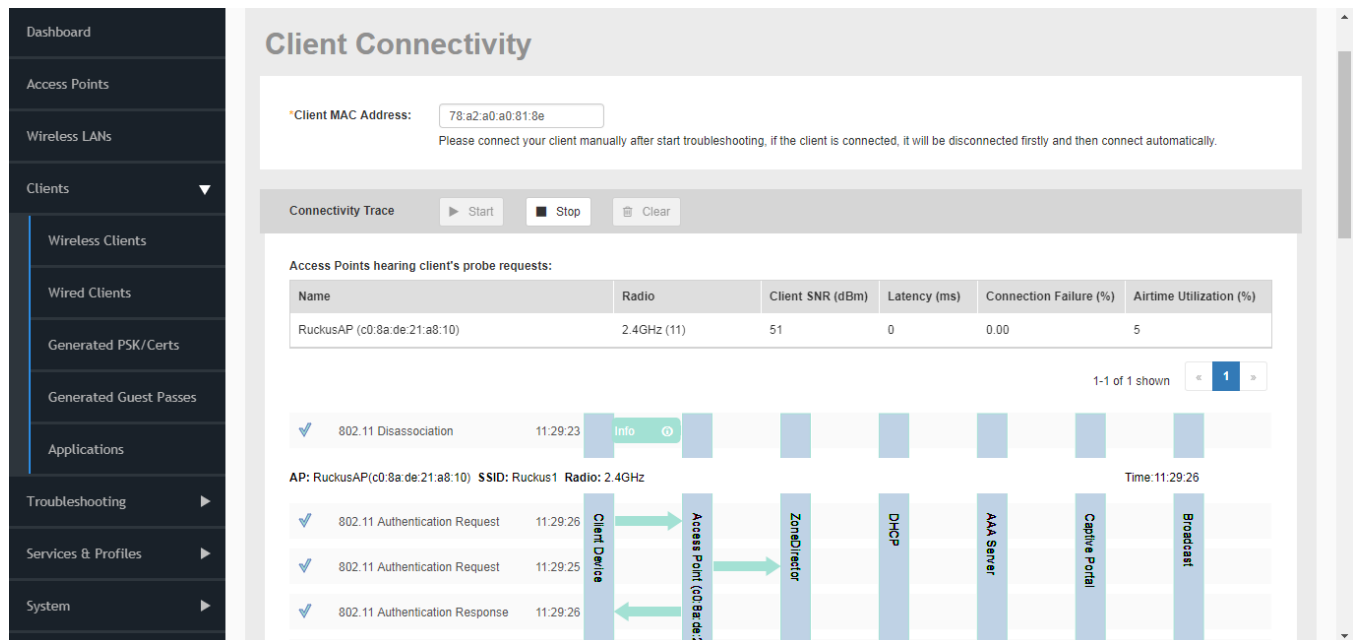 Dashboard
Access Points
Wireless LANs
Clients
Wireless Clients
Wired Clients
Generated PSK/Certs
Generated Guest Passes
Applications
Troubleshooting
Services & Profiles
System
Client Connectivity
*Client MAC Address: 78:a2:a0:a0:81:8e
Please connect your client manually after start troubleshooting, if the client is connected, it will be disconnected firstly and then connect automatically.
Connectivity Trace Start Stop Clear
Access Points hearing client's probe requests:
Name Radio Client SNR (dBm) Latency (ms) Connection Failure (%) Airtime Utilization (%)
RuckusAP (c0:8a:de:21:a8:10) 2.4GHz (11) 51 0 0.00 5
1-1 of 1 shown « 1 »
802.11 Disassociation 11:29:23 Info
AP: RuckusAP(c0:8a:de:21:a8:10) SSID: Ruckus1 Radio: 2.4GHz Time:11:29:26
802.11 Authentication Request 11:29:26
802.11 Authentication Request 11:29:25
802.11 Authentication Response 11:29:26
Client Device
Access Point (c0:8a:de:
ZoneDirector
DHCP
AAA Server
Captive Portal
Broadcast